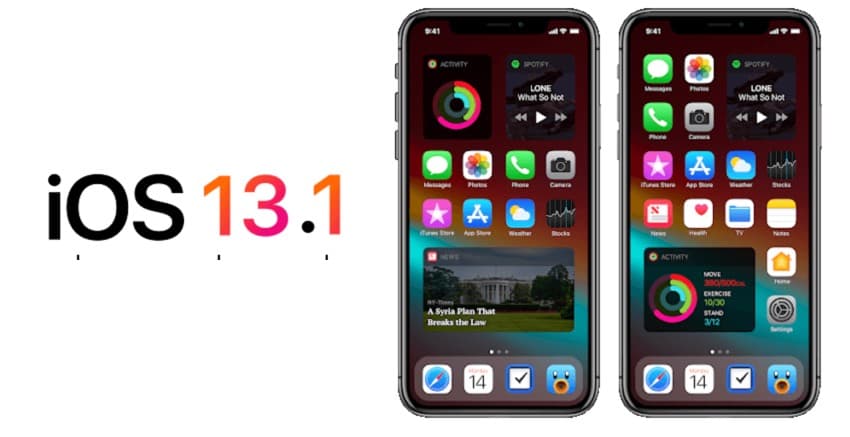 iOS 13.1
9:41
ACTIVITY
SPOTIFY
LONE
What So Not
Messages
Photos
Phone
Camera
iTunes Store
App Store
Weather
Stocks
NEWS
NY-Times
A Syria Plan That
Breaks the Law
Monday
14
9:41
SPOTIFY
LONE
What So Not
Messages
Photos
Phone
Camera
iTunes Store
App Store
Weather
Stocks
News
Health
TV
Notes
ACTIVITY
MOVE
380/500CAL
EXERCISE
10/30
STAND
3/12
Home
Settings
Monday
14